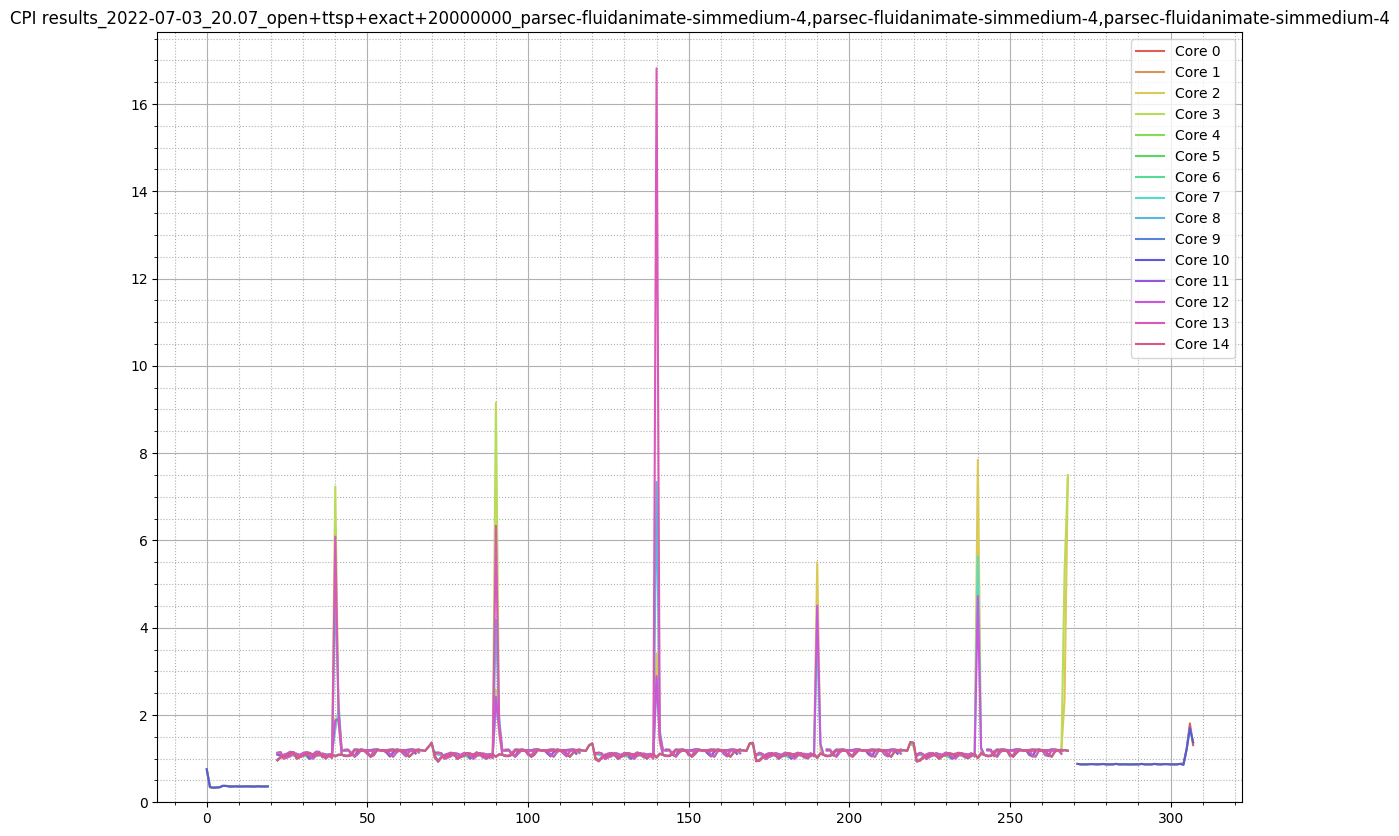 CPI results_2022-07-03_20.07_open+ttsp+exact+20000000_parsec-fluidanimate-simmedium-4,parsec-fluidanimate-simmedium-4,parsec-fluidanimate-simmedium-4
Core 0
Core 1
Core 2
Core 3
Core 4
Core 5
Core 6
Core 7
Core 8
Core 9
Core 10
Core 11
Core 12
Core 13
Core 14
16
14
12
10
8
6
4
2
0
0 50 100 150 200 250 300